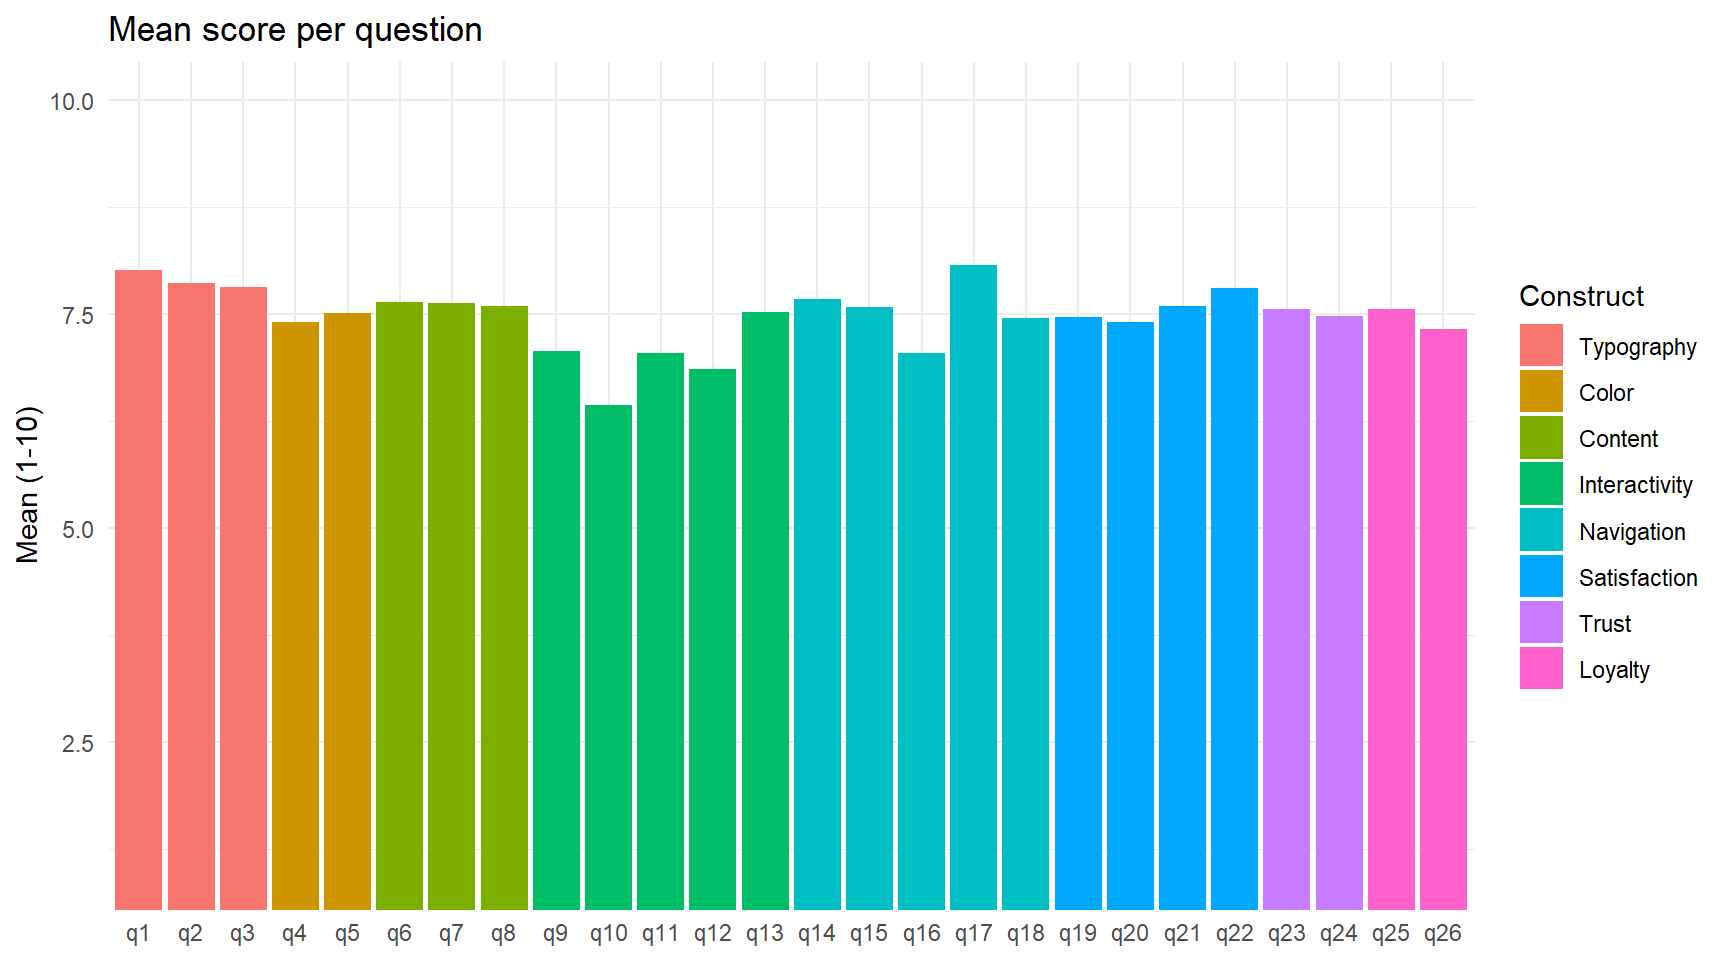 Mean score per question
Mean (1-10)
10.0
7.5
5.0
2.5
q1 q2 q3 q4 q5 q6 q7 q8 q9 q10 q11 q12 q13 q14 q15 q16 q17 q18 q19 q20 q21 q22 q23 q24 q25 q26
Construct
Typography
Color
Content
Interactivity
Navigation
Satisfaction
Trust
Loyalty